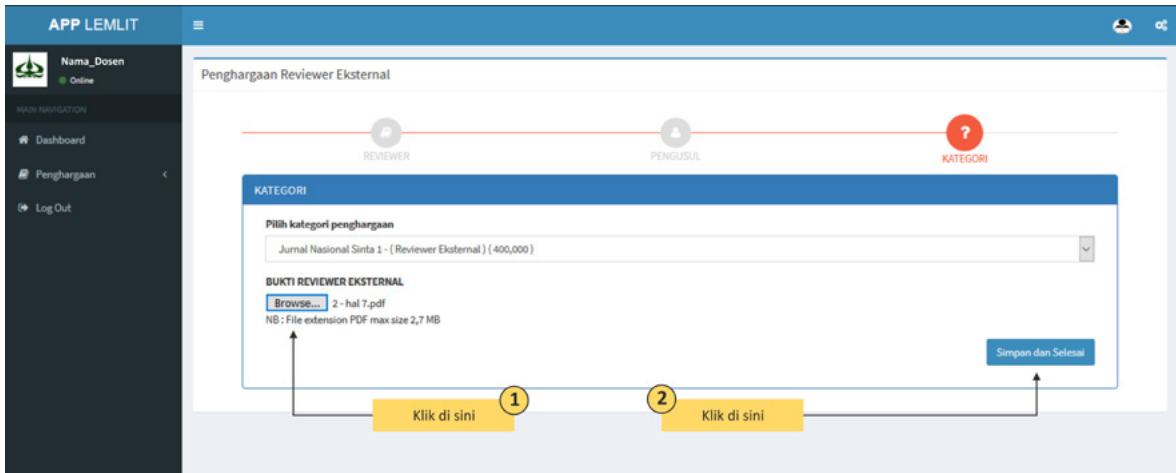 APP LEMLIT
Nama_Dosen
Online
MAIN NAVIGATION
Dashboard
Penghargaan
Log Out
Penghargaan Reviewer Eksternal
REVIEWER
PENGUSUL
?
KATEGORI
KATEGORI
Pilih kategori penghargaan
Jurnal Nasional Sinta 1 - ( Reviewer Eksternal ) ( 400,000 )
BUKTI REVIEWER EKSTERNAL
Browse... 2 - hal 7.pdf
NB : File extension PDF max size 2,7 MB
Simpan dan Selesai
1
Klik di sini
2
Klik di sini